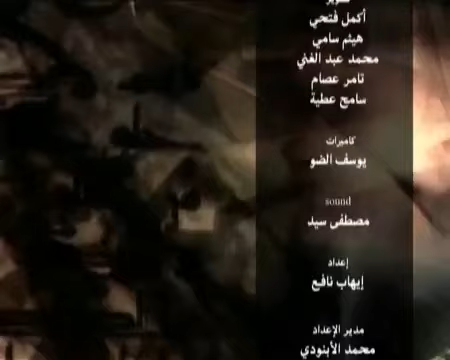 تصوير
أكمل فتحي
هيثم سامي
محمد عبد الغني
تامر عصام
سامح عطية
كاميرات
يوسف الضو
sound
مصطفى سيد
إعداد
إيهاب نافع
مدير الإعداد
محمد الأبنودي